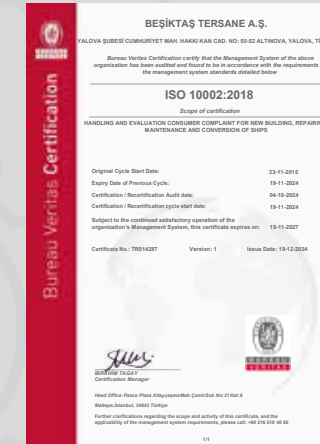 BEŞİKTAŞ TERSANE A.Ş.
YALOVA ŞUBESİ CUMHURİYET MAH. HAKKI KAN CAD. NO: 50-52 ALTINOVA, YALOVA,
Bureau Veritas Certification certify that the Management System of the above
organisation has been audited and found to be in accordance with the requirements
the management system standards detailed below
ISO 10002:2018
Scope of certification
HANDLING AND EVALUATION CONSUMER COMPLAINT FOR NEW BUILDING,
MAINTENANCE AND CONVERSION OF SHIPS
Original Cycle Start Date: 23-11-2015
Expiry Date of Previous Cycle: 19-11-2024
Certification / Recertification Audit date: 04-10-2024
Certification / Recertification cycle start date: 19-11-2024
Subject to the continued satisfactory operation of the
organization's Management System, this certificate expires on: 19-11-2027
Certificate No.: TR014287 Version: 1 Issue Date: 19-12-2024
Bureau Veritas Certification
İBRAHİM TAGAY
Certification Manager
BUREAU
VERITAS
Head Office: Pasco Plaza
Maltepe, İstanbul, 34843 Türkiye
Further clarifications regarding the scope and activity of this certificate, and the
applicability of the management system requirements, please call: +90 216 518 40 50
1/1